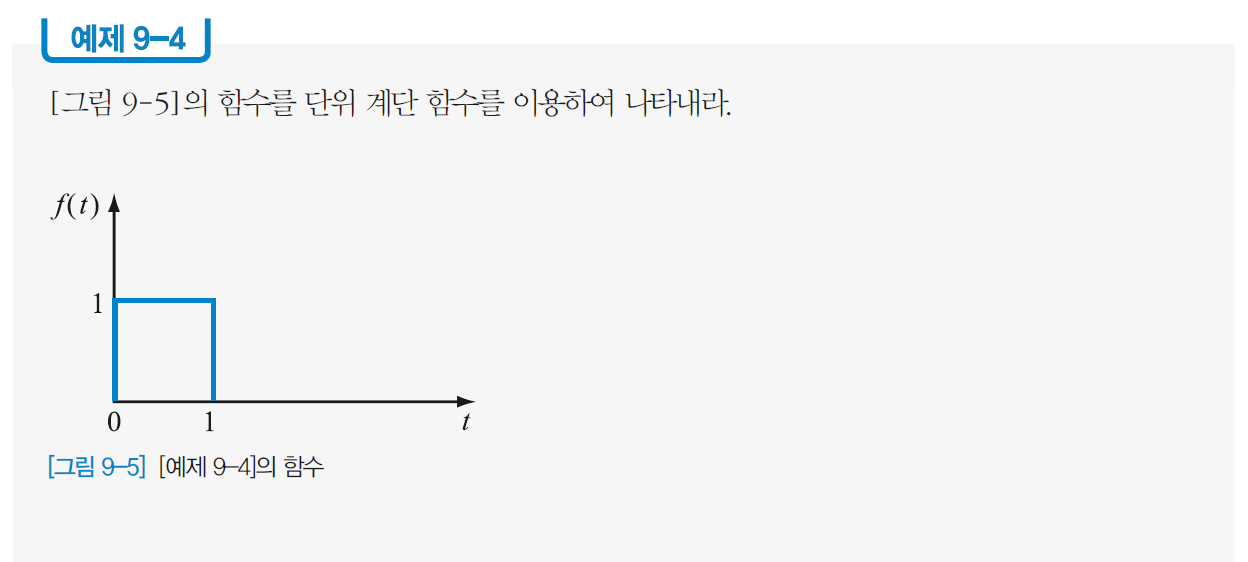 예제 9-4
[그림 9-5]의 함수를 단위 계단 함수를 이용하여 나타내라.
f(t)
1
0 1 t
[그림 9-5] [예제 9-4]의 함수